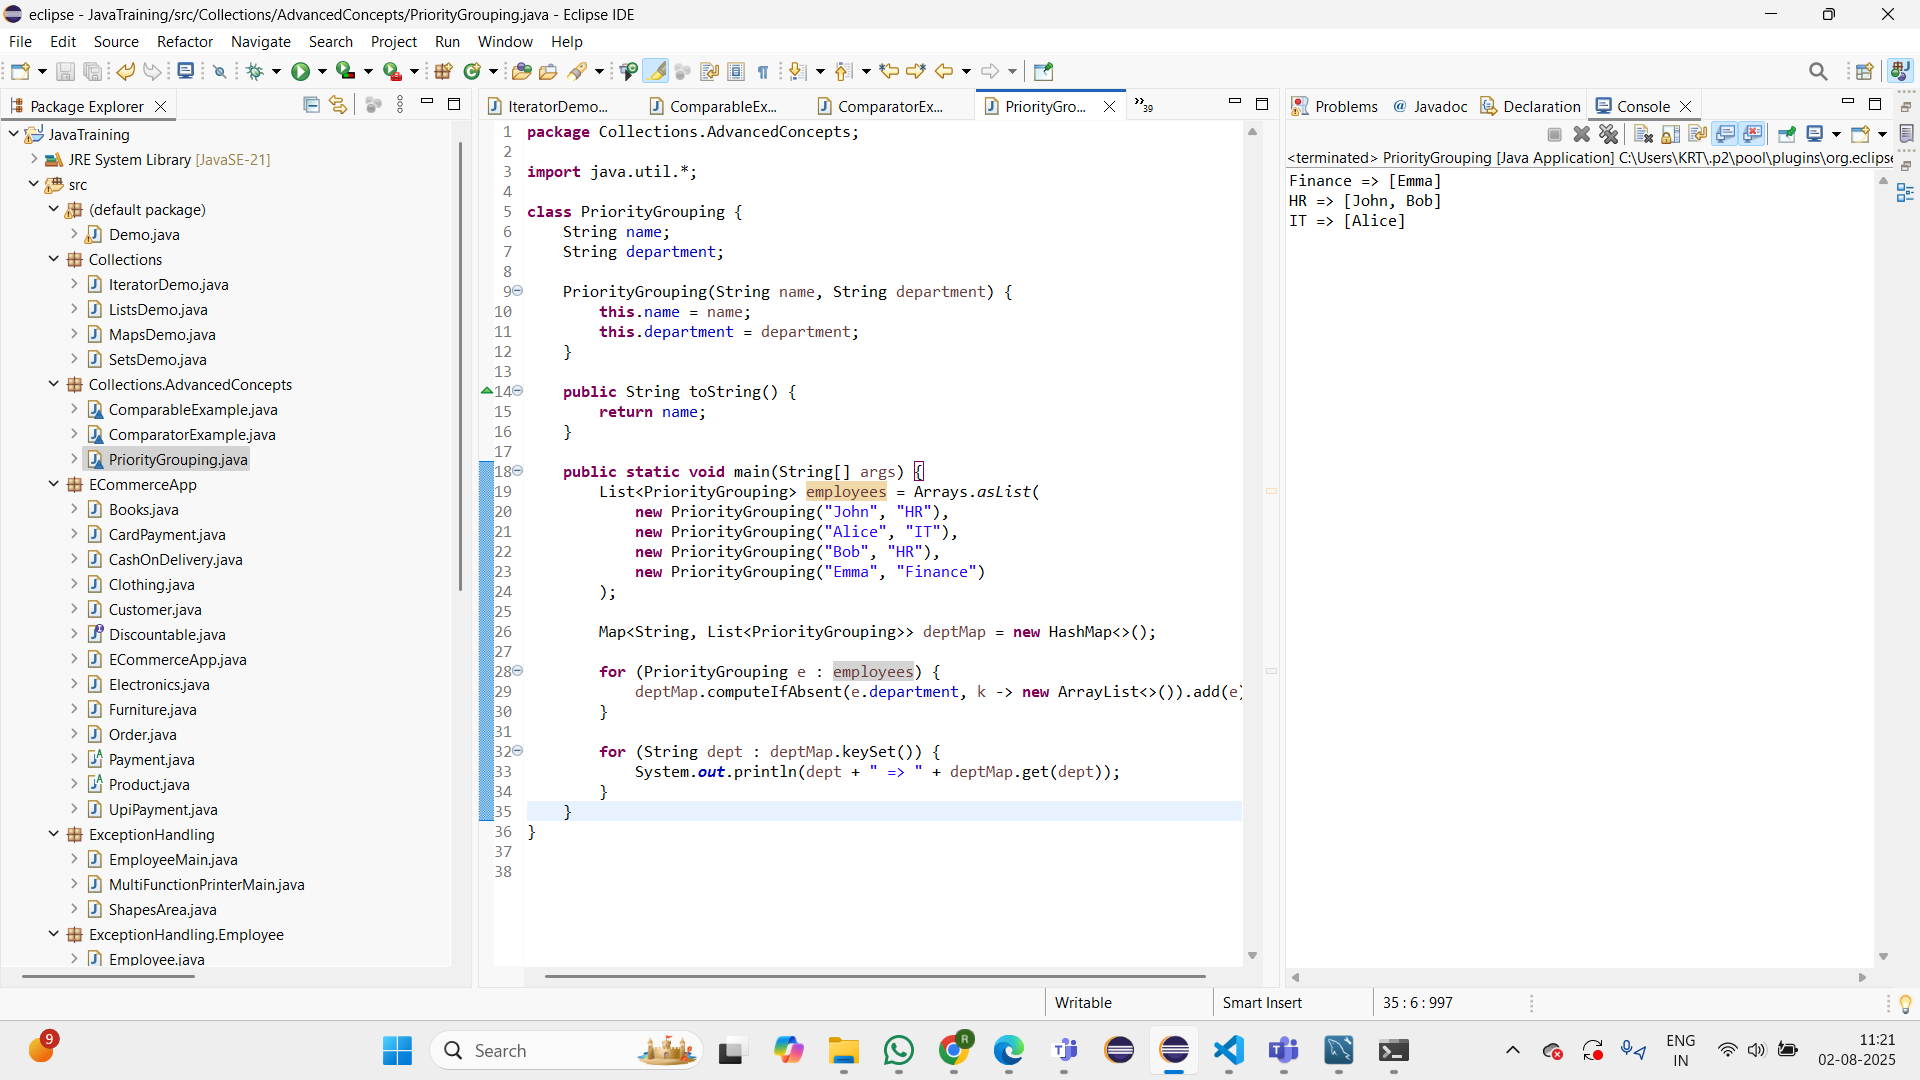 eclipse - JavaTraining/src/Collections/AdvancedConcepts/PriorityGrouping.java - Eclipse IDE
File Edit Source Refactor Navigate Search Project Run Window Help
Package Explorer
JavaTraining
JRE System Library [JavaSE-21]
src
(default package)
Demo.java
Collections
IteratorDemo.java
ListsDemo.java
MapsDemo.java
SetsDemo.java
Collections.AdvancedConcepts
ComparableExample.java
ComparatorExample.java
PriorityGrouping.java
ECommerceApp
Books.java
CardPayment.java
CashOnDelivery.java
Clothing.java
Customer.java
Discountable.java
ECommerceApp.java
Electronics.java
Furniture.java
Order.java
Payment.java
Product.java
UpiPayment.java
ExceptionHandling
EmployeeMain.java
MultiFunctionPrinterMain.java
ShapesArea.java
ExceptionHandling.Employee
Employee.java
IteratorDemo... ComparableEx... ComparatorEx... PriorityGro... »39
1 package Collections.AdvancedConcepts;
2
3 import java.util.*;
4
5 class PriorityGrouping {
6     String name;
7     String department;
8
9     PriorityGrouping(String name, String department) {
10         this.name = name;
11         this.department = department;
12     }
13
14     public String toString() {
15         return name;
16     }
17
18     public static void main(String[] args) {
19         List<PriorityGrouping> employees = Arrays.asList(
20             new PriorityGrouping("John", "HR"),
21             new PriorityGrouping("Alice", "IT"),
22             new PriorityGrouping("Bob", "HR"),
23             new PriorityGrouping("Emma", "Finance")
24         );
25
26         Map<String, List<PriorityGrouping>> deptMap = new HashMap<>();
27
28         for (PriorityGrouping e : employees) {
29             deptMap.computeIfAbsent(e.department, k -> new ArrayList<>()).add(e)
30         }
31
32         for (String dept : deptMap.keySet()) {
33             System.out.println(dept + " => " + deptMap.get(dept));
34         }
35     }
36 }
37
38
Problems Javadoc Declaration Console
<terminated> PriorityGrouping [Java Application] C:\Users\KRT\.p2\pool\plugins\org.eclipse
Finance => [Emma]
HR => [John, Bob]
IT => [Alice]
Writable Smart Insert 35 : 6 : 997
9
Search
R
ENG
IN
11:21
02-08-2025